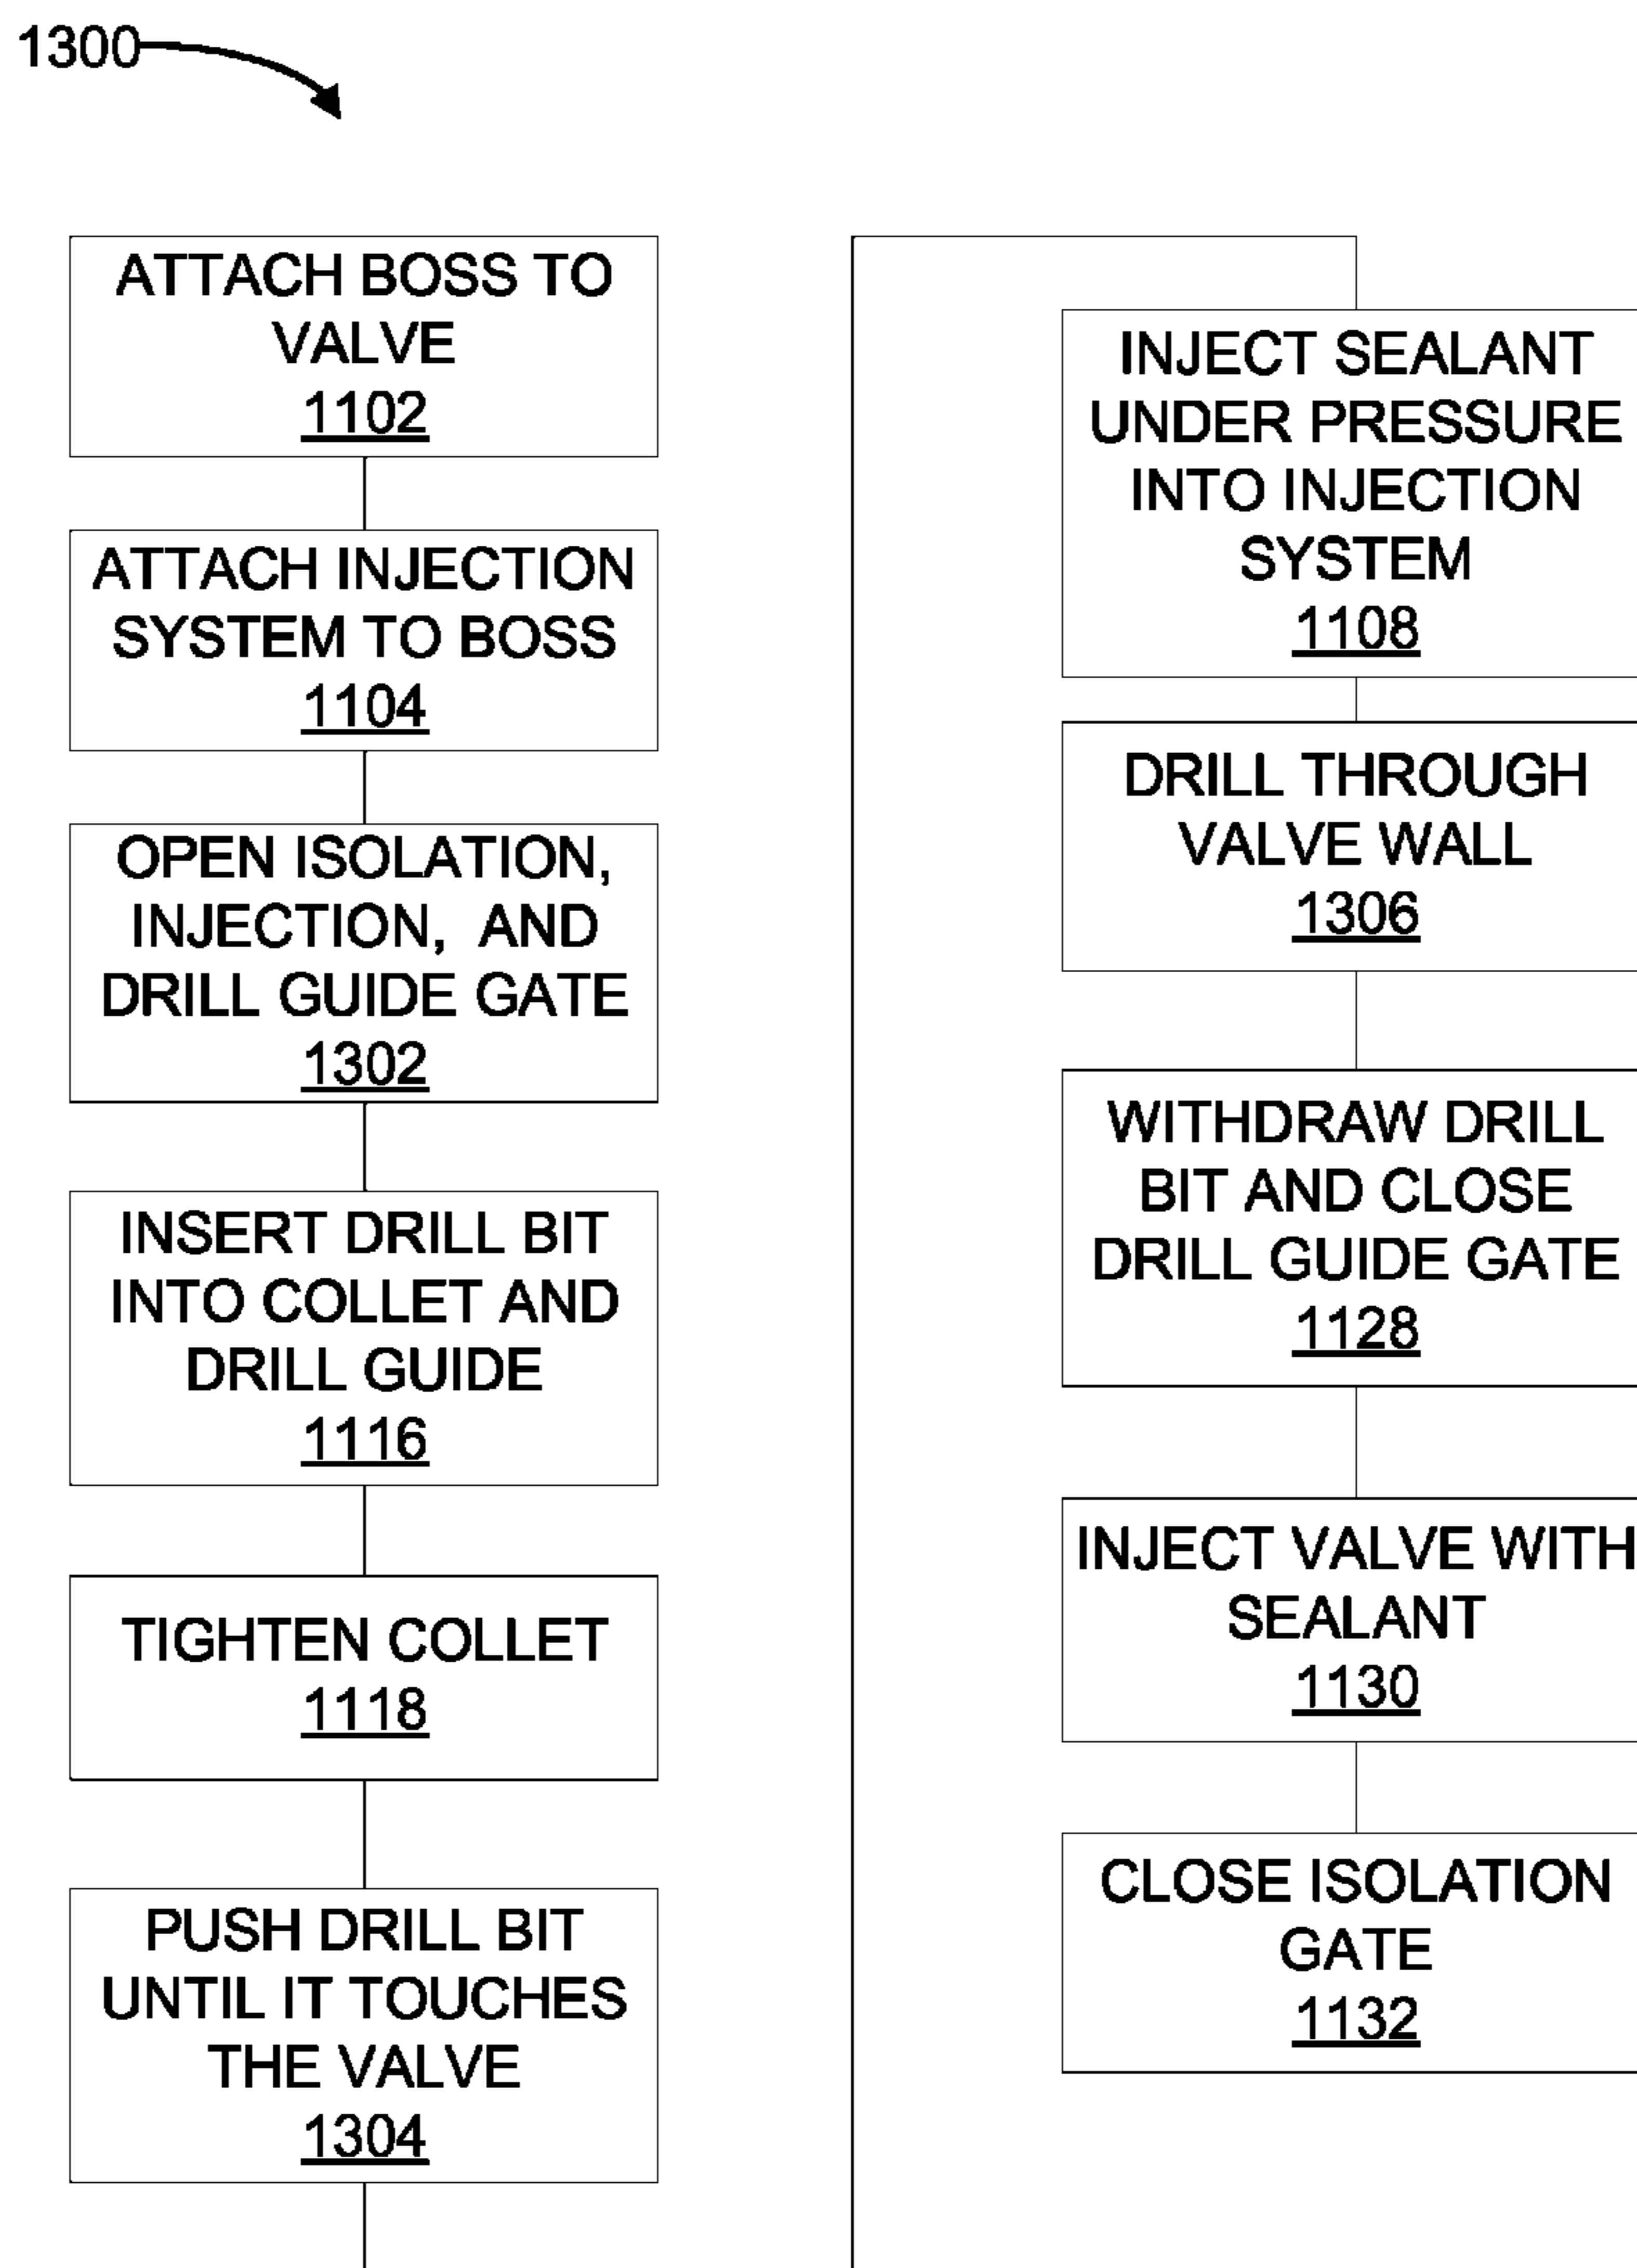 1300
ATTACH BOSS TO
VALVE
1102
ATTACH INJECTION
SYSTEM TO BOSS
1104
OPEN ISOLATION,
INJECTION, AND
DRILL GUIDE GATE
1302
INSERT DRILL BIT
INTO COLLET AND
DRILL GUIDE
1116
TIGHTEN COLLET
1118
PUSH DRILL BIT
UNTIL IT TOUCHES
THE VALVE
1304
INJECT SEALANT
UNDER PRESSURE
INTO INJECTION
SYSTEM
1108
DRILL THROUGH
VALVE WALL
1306
WITHDRAW DRILL
BIT AND CLOSE
DRILL GUIDE GATE
1128
INJECT VALVE WITH
SEALANT
1130
CLOSE ISOLATION
GATE
1132